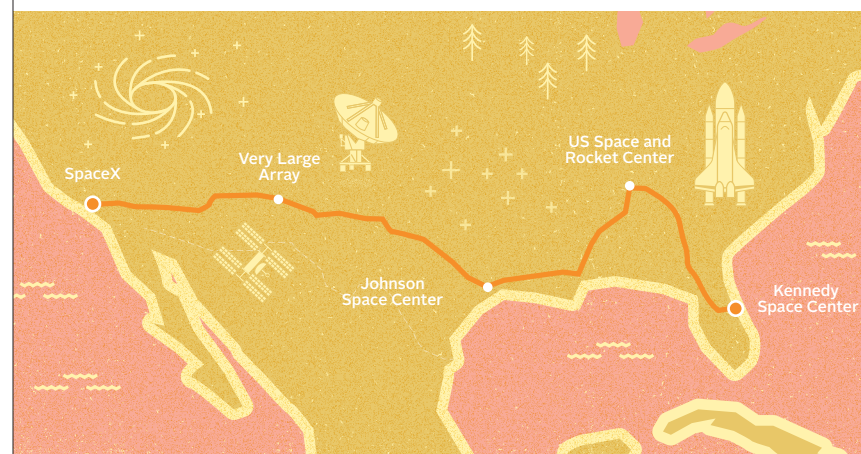 SpaceX
Very Large
Array
US Space and
Rocket Center
Johnson
Space Center
Kennedy
Space Center